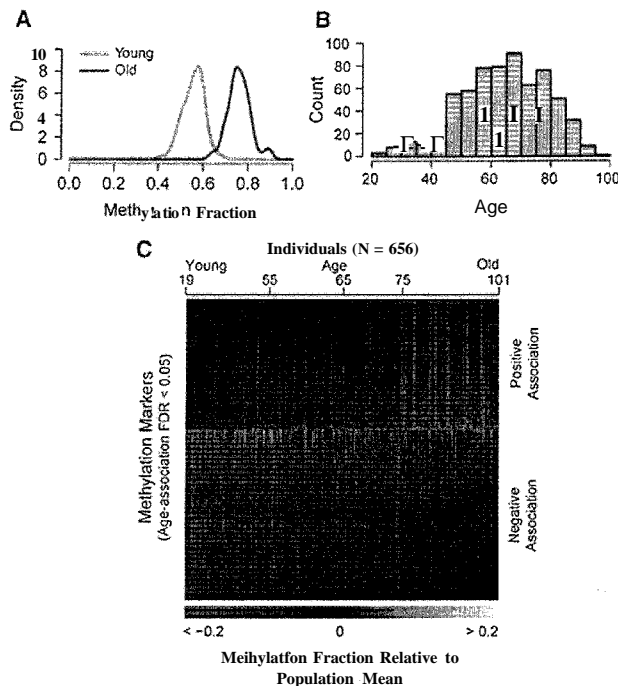 A
10
8
6
4
2
0
Density
Young
Old
0.0 0.2 0.4 0.6 0.8 1.0
Methy!atio n Fraction
B
100
80
60
40
20
0
Count
20 40 60 80 100
Age
C
Individuals (N = 656)
Young Age Old
19 55 65 75 101
Methylation Markers
(Age-association FDR < 0.05)
Positive
Association
Negative
Association
< -0.2 0 > 0.2
Meihylatfon Fraction Relative to
Population Mean